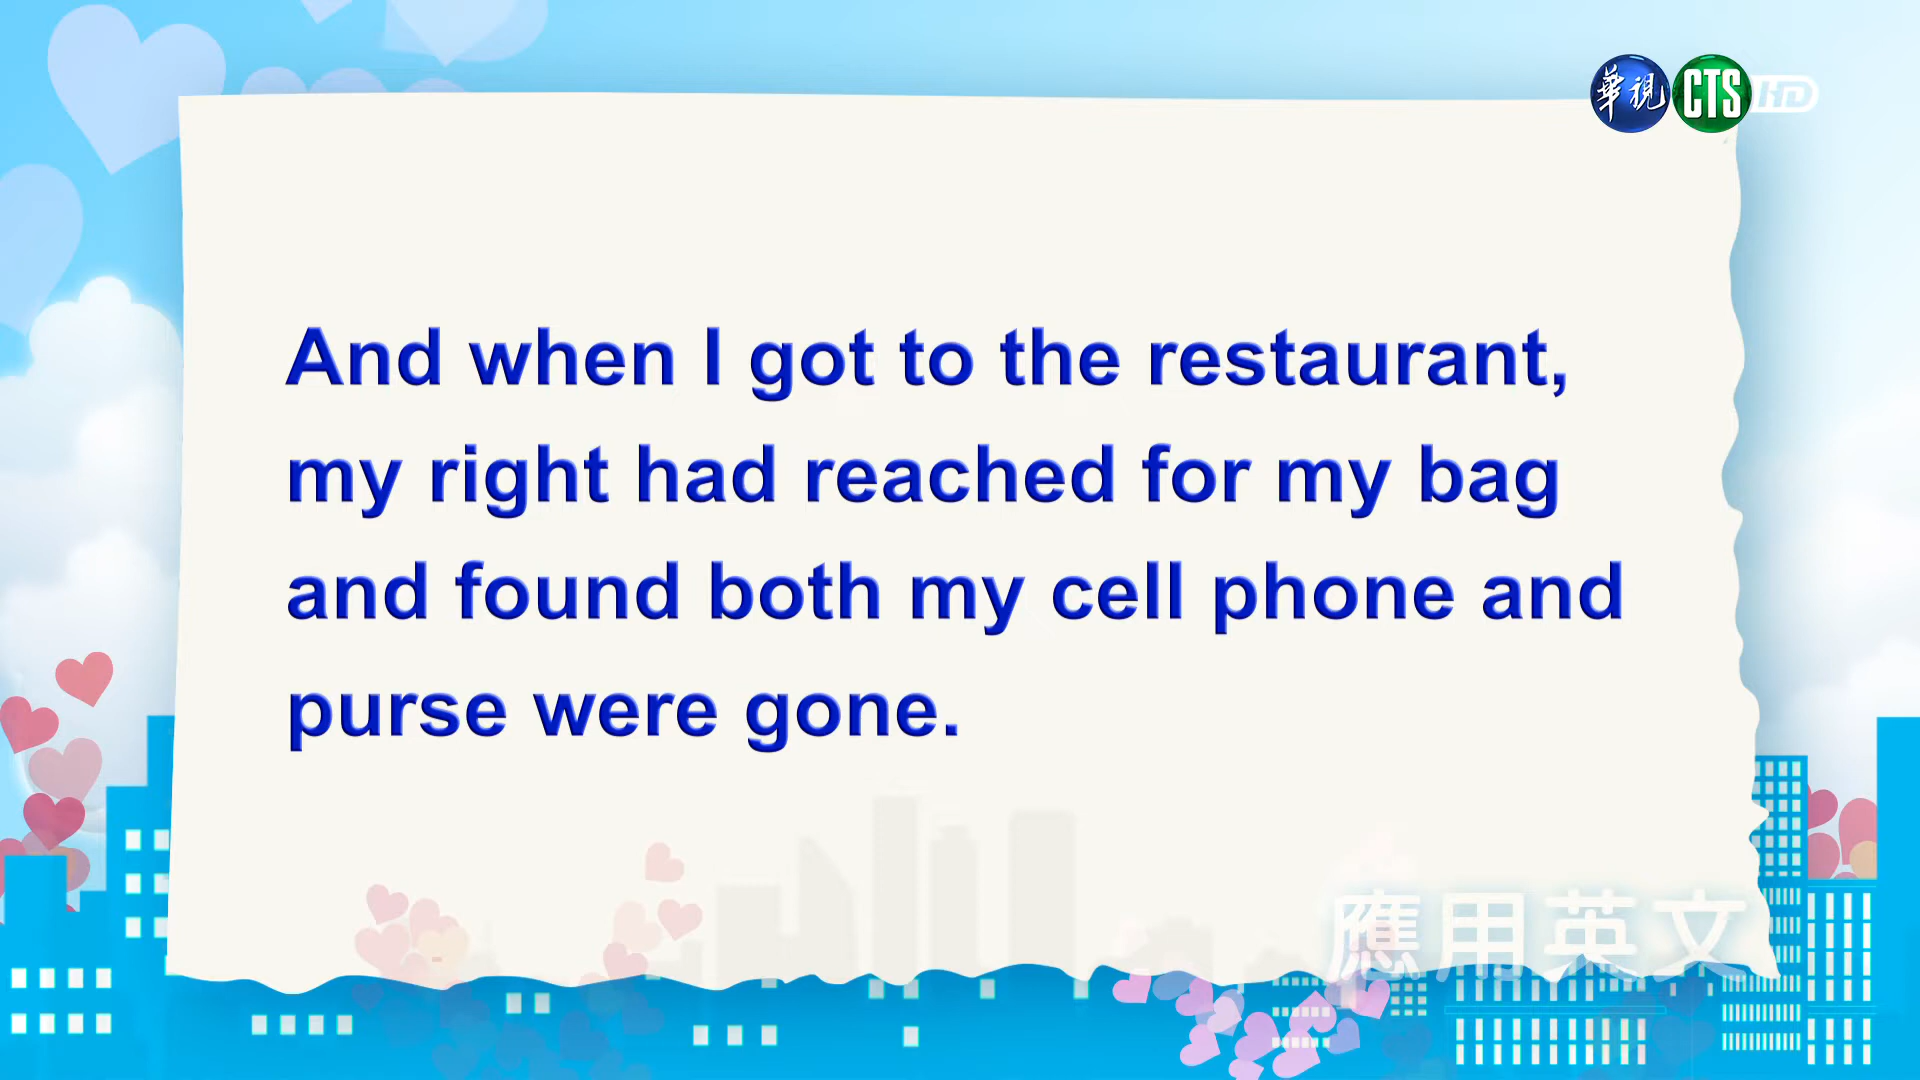 華視 CTS HD
And when I got to the restaurant,
my right had reached for my bag
and found both my cell phone and
purse were gone.
應用英文